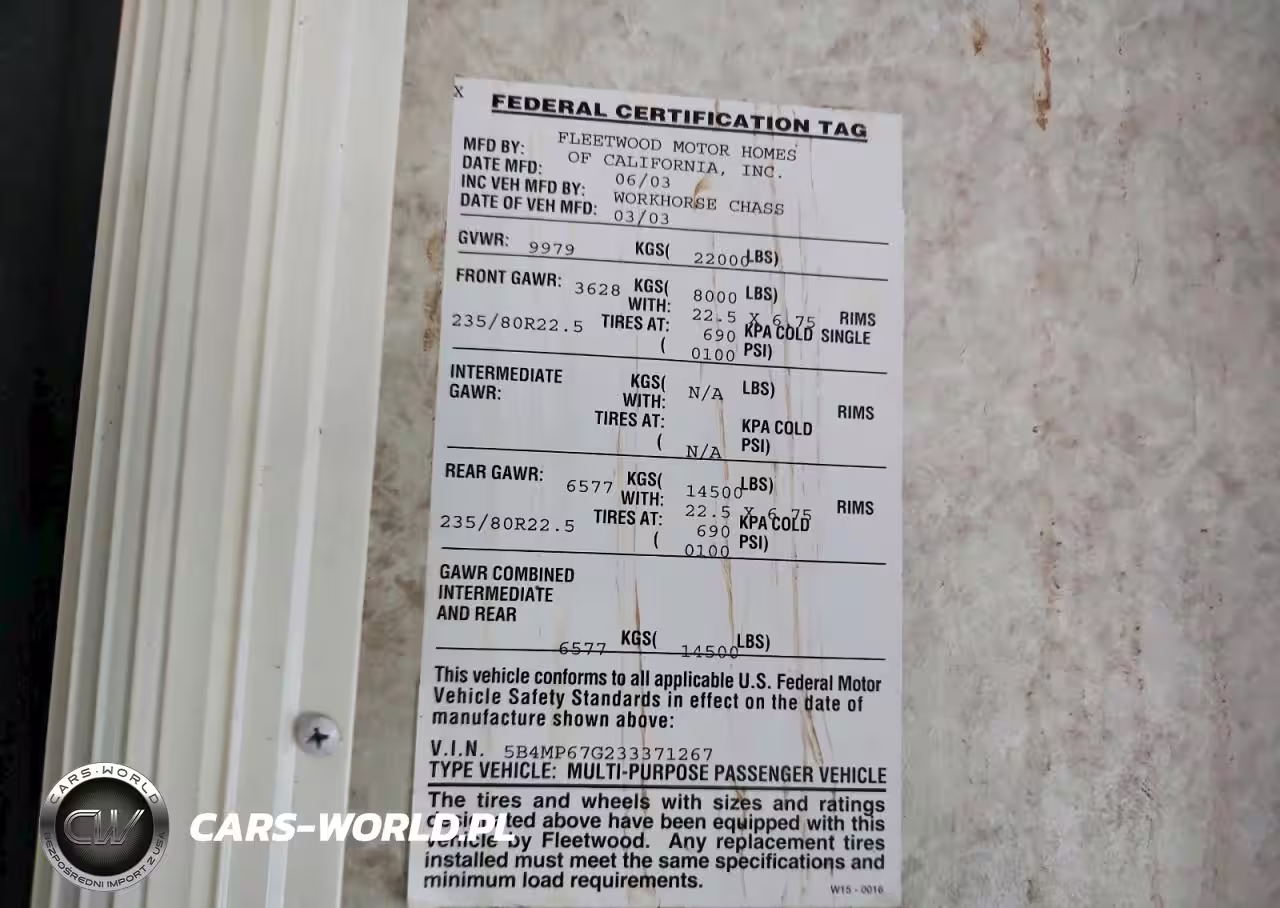 X
FEDERAL CERTIFICATION TAG
MFD BY: FLEETWOOD MOTOR HOMES
DATE MFD: OF CALIFORNIA, INC.
06/03
INC VEH MFD BY: WORKHORSE CHASS
DATE OF VEH MFD: 03/03
GVWR: 9979 KGS( 22000 LBS)
FRONT GAWR: 3628 KGS( 8000 LBS)
WITH: 22.5 X 6.75 RIMS
235/80R22.5 TIRES AT: 690 KPA COLD SINGLE
( 0100 PSI)
INTERMEDIATE KGS( N/A LBS)
GAWR: WITH: RIMS
TIRES AT: KPA COLD
( N/A PSI)
REAR GAWR: 6577 KGS( 14500 LBS)
WITH: 22.5 X 6.75 RIMS
235/80R22.5 TIRES AT: 690 KPA COLD
( 0100 PSI)
GAWR COMBINED
INTERMEDIATE
AND REAR
6577 KGS( 14500 LBS)
This vehicle conforms to all applicable U.S. Federal Motor
Vehicle Safety Standards in effect on the date of
manufacture shown above:
V.I.N. 5B4MP67G233371267
TYPE VEHICLE: MULTI-PURPOSE PASSENGER VEHICLE
The tires and wheels with sizes and ratings
designated above have been equipped with this
vehicle by Fleetwood. Any replacement tires
installed must meet the same specifications and
minimum load requirements.
W15 - 0016
CARS-WORLD
CW
BEZPOŚREDNI IMPORT Z USA
CARS-WORLD.PL